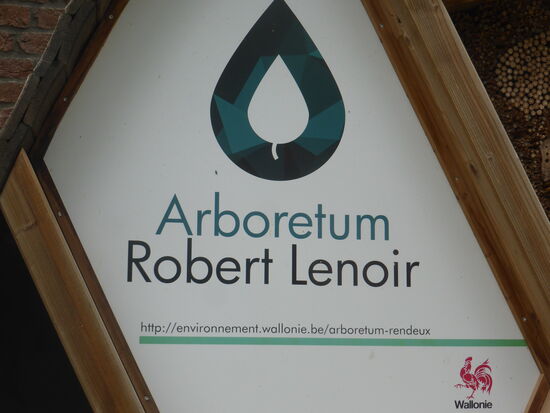 Arboretum
Robert Lenoir
http://environnement.wallonie.be/arboretum-rendeux
Wallonie